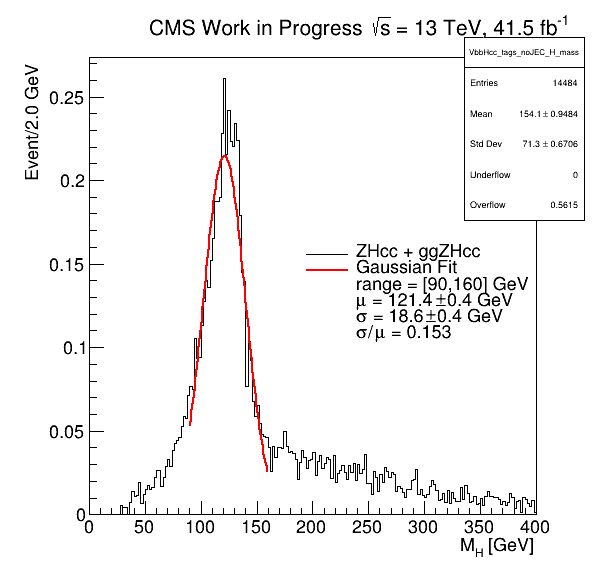 CMS Work in Progress √s = 13 TeV, 41.5 fb⁻¹
VbbHcc_tags_noJEC_H_mass
Entries 14484
Mean 154.1 ± 0.9484
Std Dev 71.3 ± 0.6706
Underflow 0
Overflow 0.5615
Event/2.0 GeV
0.25
0.2
0.15
0.1
0.05
0
ZHcc + ggZHcc
Gaussian Fit
range = [90,160] GeV
μ = 121.4±0.4 GeV
σ = 18.6±0.4 GeV
σ/μ = 0.153
0 50 100 150 200 250 300 350 400
M_H [GeV]